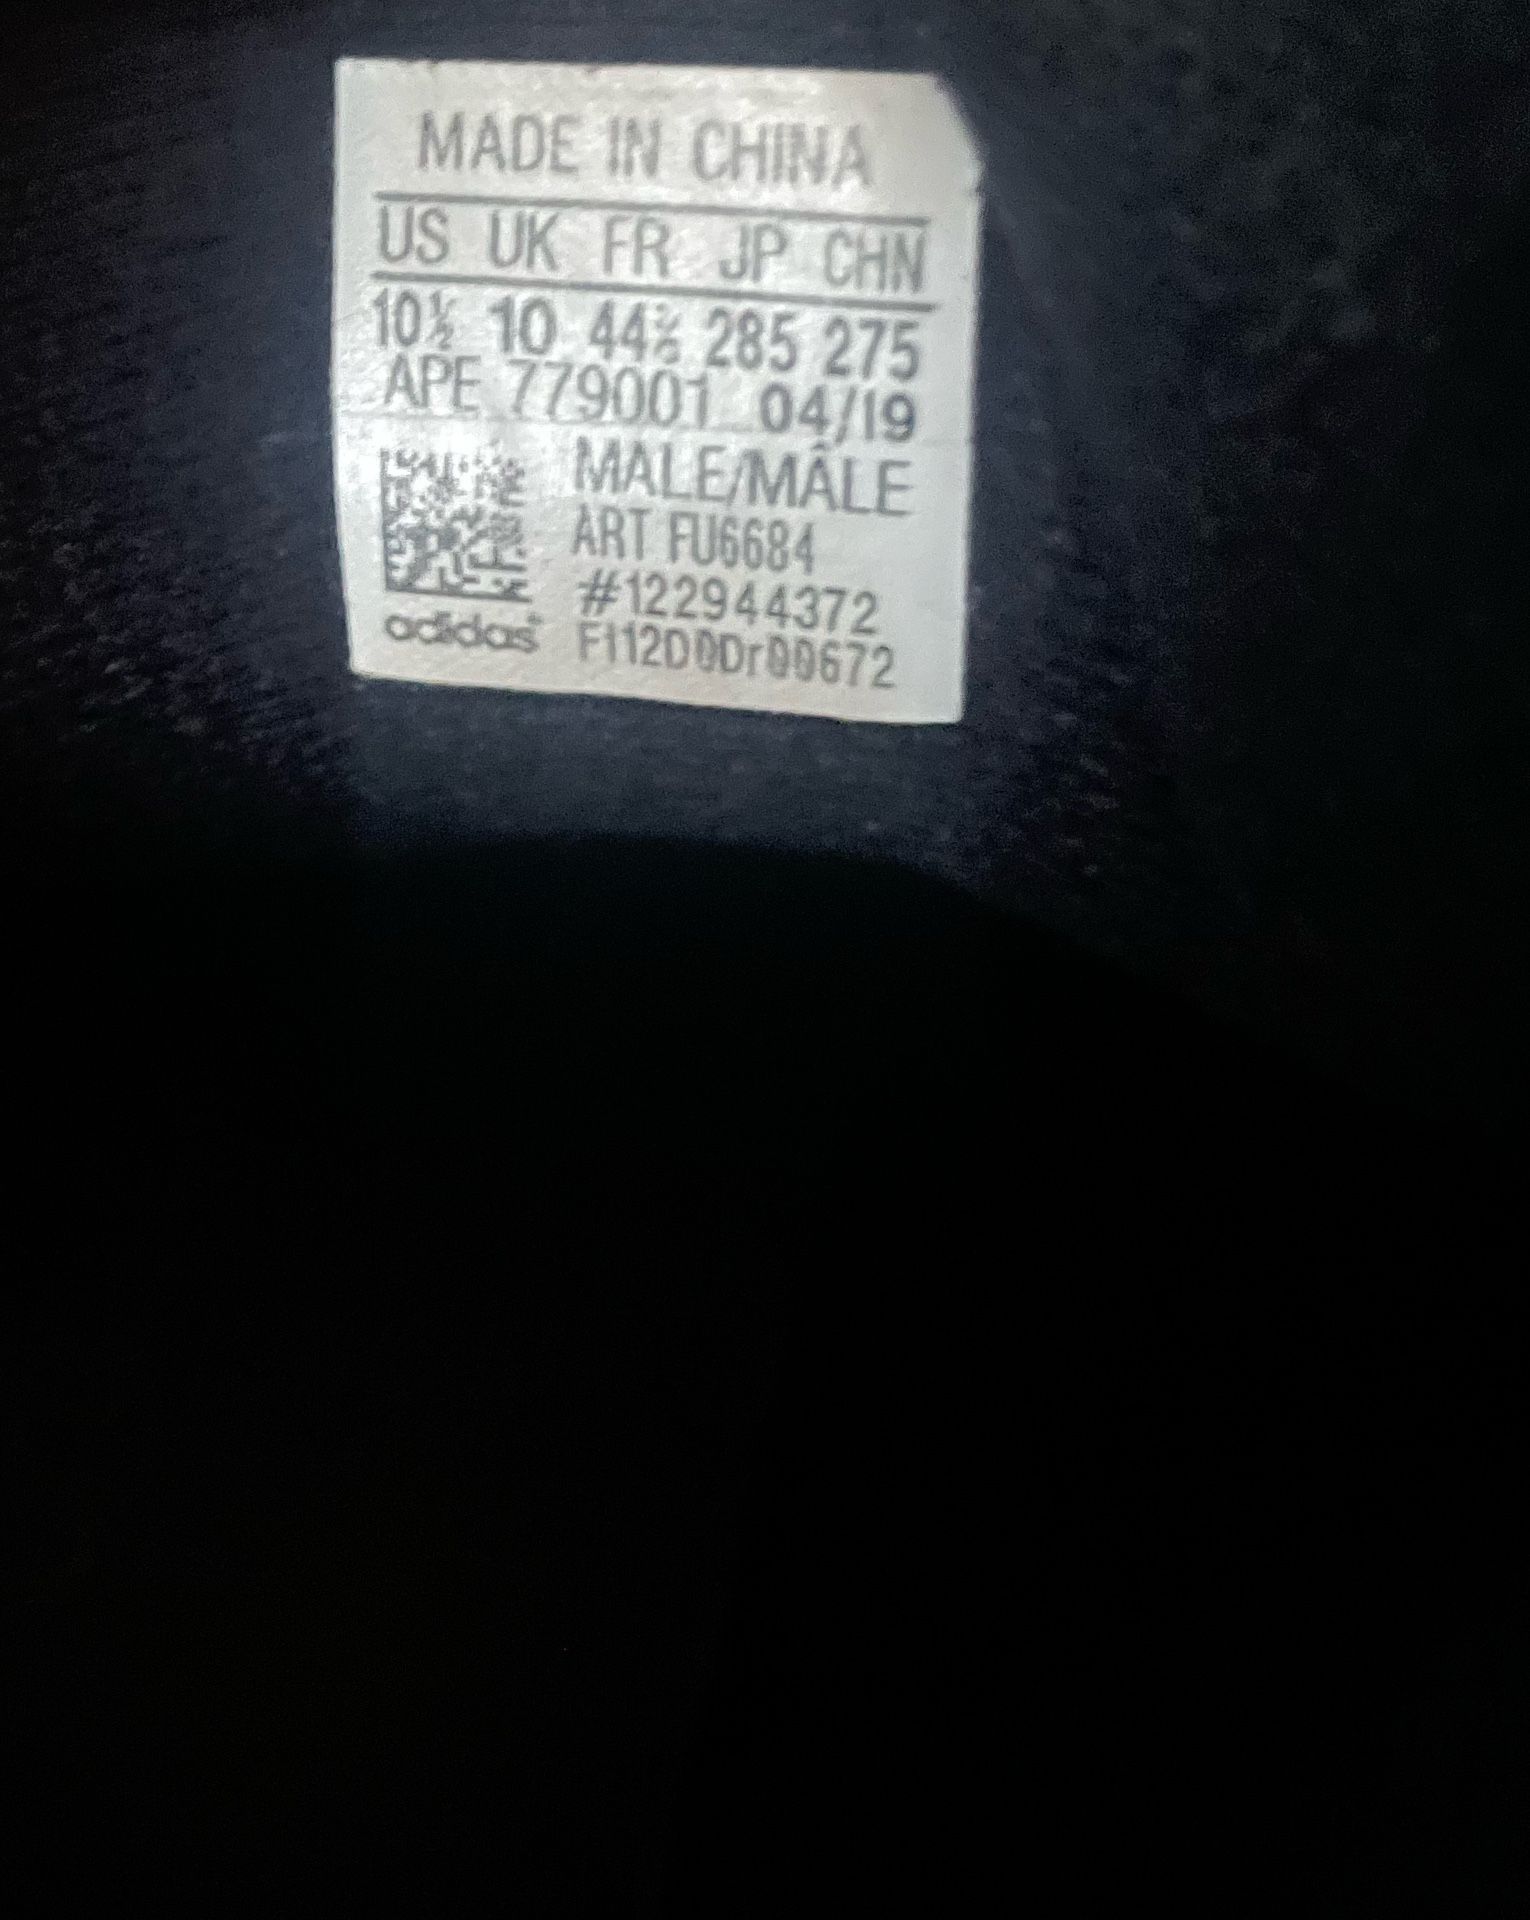 MADE IN CHINA
US UK FR JP CHN
10½ 10 44⅔ 285 275
APE 779001 04/19
MALE/MÂLE
ART FU6684
#122944372
adidas